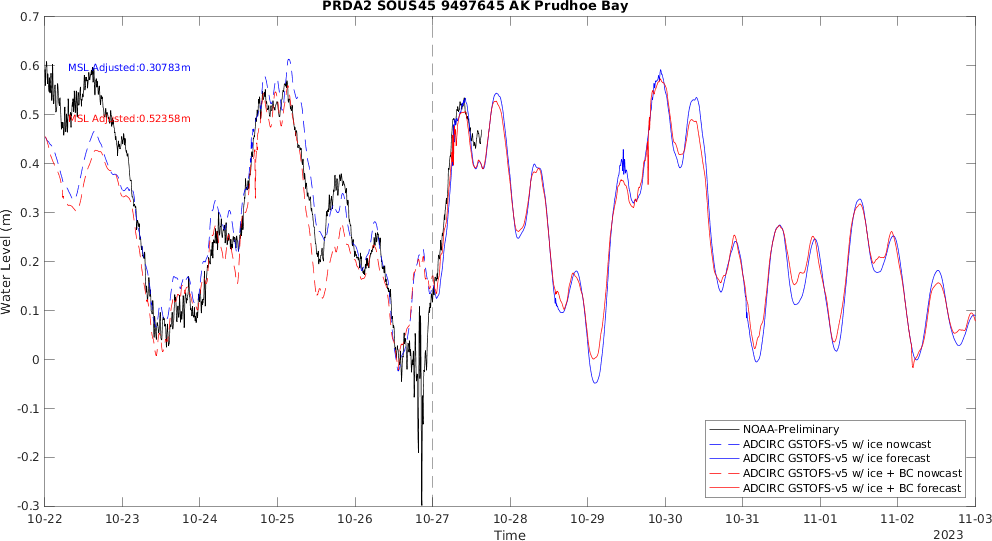 PRDA2 SOUS45 9497645 AK Prudhoe Bay
0.7
0.6
0.5
0.4
0.3
0.2
0.1
0
-0.1
-0.2
-0.3
Water Level (m)
MSL Adjusted:0.30783m
MSL Adjusted:0.52358m
NOAA-Preliminary
ADCIRC GSTOFS-v5 w/ ice nowcast
ADCIRC GSTOFS-v5 w/ ice forecast
ADCIRC GSTOFS-v5 w/ ice + BC nowcast
ADCIRC GSTOFS-v5 w/ ice + BC forecast
10-22 10-23 10-24 10-25 10-26 10-27 10-28 10-29 10-30 10-31 11-01 11-02 11-03
Time
2023